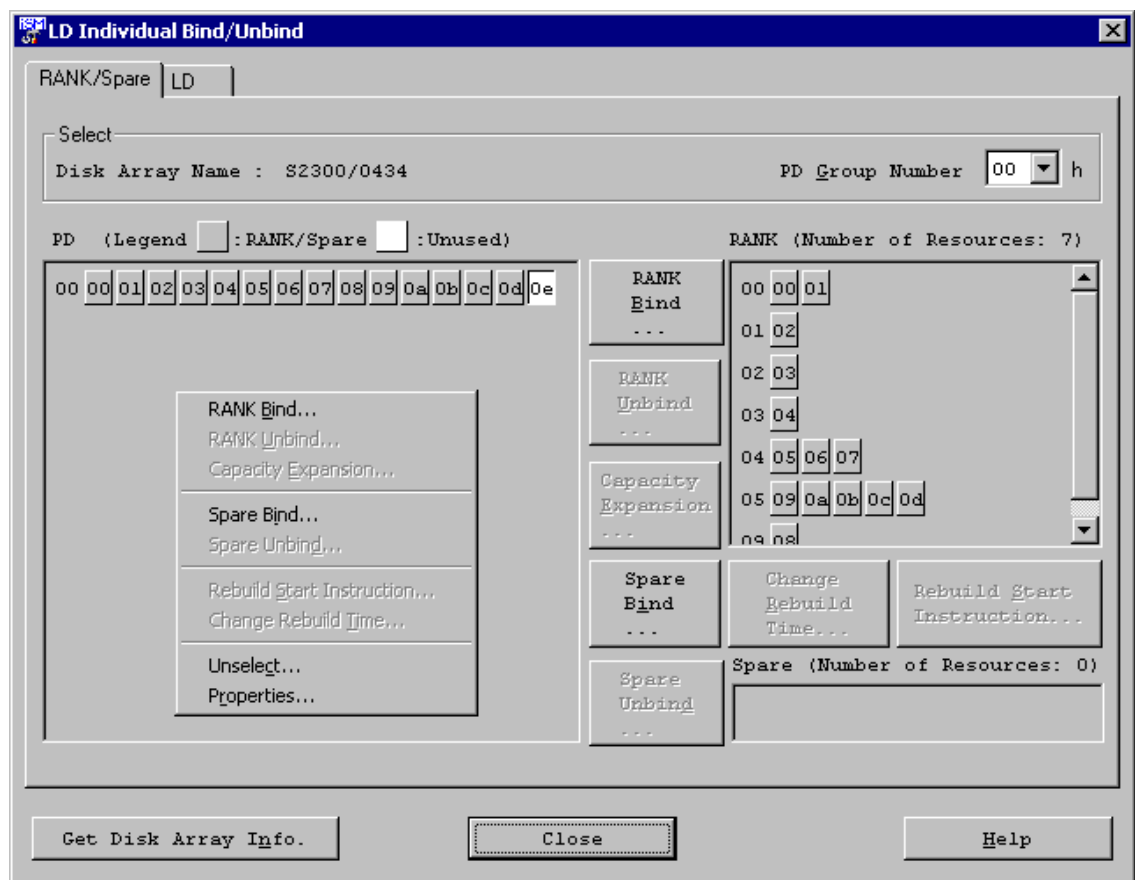 LD Individual Bind/Unbind
RANK/Spare LD
Select
Disk Array Name : S2300/0434 PD Group Number 00 h
PD (Legend :RANK/Spare :Unused) RANK (Number of Resources: 7)
00 00 01 02 03 04 05 06 07 08 09 0a 0b 0c 0d 0e
RANK Bind...
RANK Unbind...
Capacity Expansion...
Spare Bind...
Spare Unbind...
Rebuild Start Instruction...
Change Rebuild Time...
Unselect...
Properties...
RANK
Bind
...
RANK
Unbind
...
Capacity
Expansion
...
Spare
Bind
...
Spare
Unbind
...
00 00 01
01 02
02 03
03 04
04 05 06 07
05 09 0a 0b 0c 0d
09 08
Change
Rebuild
Time...
Rebuild Start
Instruction...
Spare (Number of Resources: 0)
Get Disk Array Info. Close Help